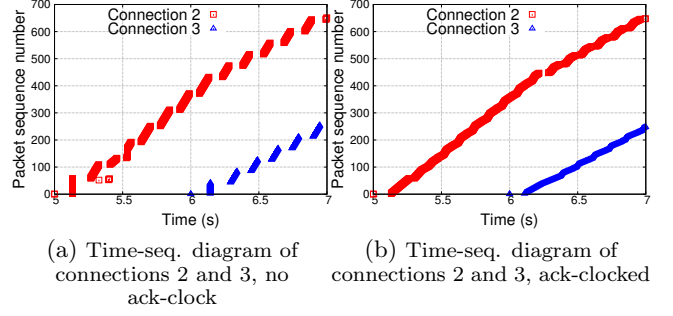 700
600
500
400
300
200
100
0
Packet sequence number
Connection 2
Connection 3
5
5.5
6
6.5
7
Time (s)
(a) Time-seq. diagram of
connections 2 and 3, no
ack-clock
700
600
500
400
300
200
100
0
Packet sequence number
Connection 2
Connection 3
5
5.5
6
6.5
7
Time (s)
(b) Time-seq. diagram of
connections 2 and 3, ack-clocked